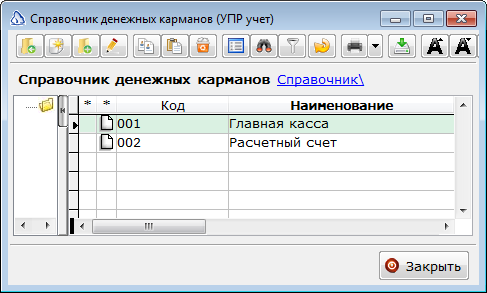 Справочник денежных карманов (УПР учет)
A A
Справочник денежных карманов Справочник\
* * Код Наименование
001 Главная касса
002 Расчетный счет
Закрыть